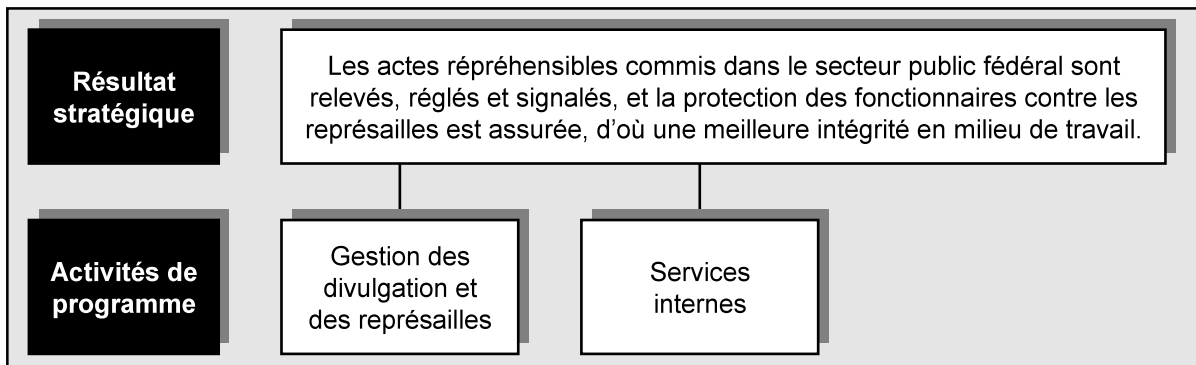 Résultat
stratégique
Les actes répréhensibles commis dans le secteur public fédéral sont
relevés, réglés et signalés, et la protection des fonctionnaires contre les
représailles est assurée, d’où une meilleure intégrité en milieu de travail.
Activités de
programme
Gestion des
divulgation et
des représailles
Services
internes